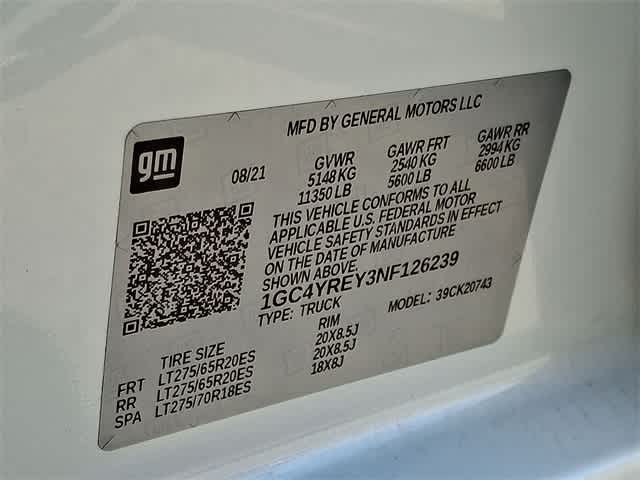 MFD BY GENERAL MOTORS LLC
gm
08/21
GVWR GAWR FRT GAWR RR
5148 KG 2540 KG 2994 KG
11350 LB 5600 LB 6600 LB
THIS VEHICLE CONFORMS TO ALL
APPLICABLE U.S. FEDERAL MOTOR
VEHICLE SAFETY STANDARDS IN EFFECT
ON THE DATE OF MANUFACTURE
SHOWN ABOVE.
1GC4YREY3NF126239
TYPE: TRUCK MODEL: 39CK20743
TIRE SIZE RIM
FRT LT275/65R20ES 20X8.5J
RR LT275/65R20ES 20X8.5J
SPA LT275/70R18ES 18X8J